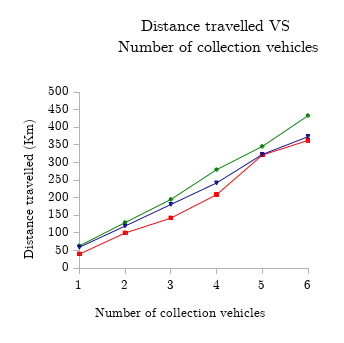 Distance travelled VS
Number of collection vehicles
500
450
400
350
300
250
200
150
100
50
0
Distance travelled (Km)
1 2 3 4 5 6
Number of collection vehicles